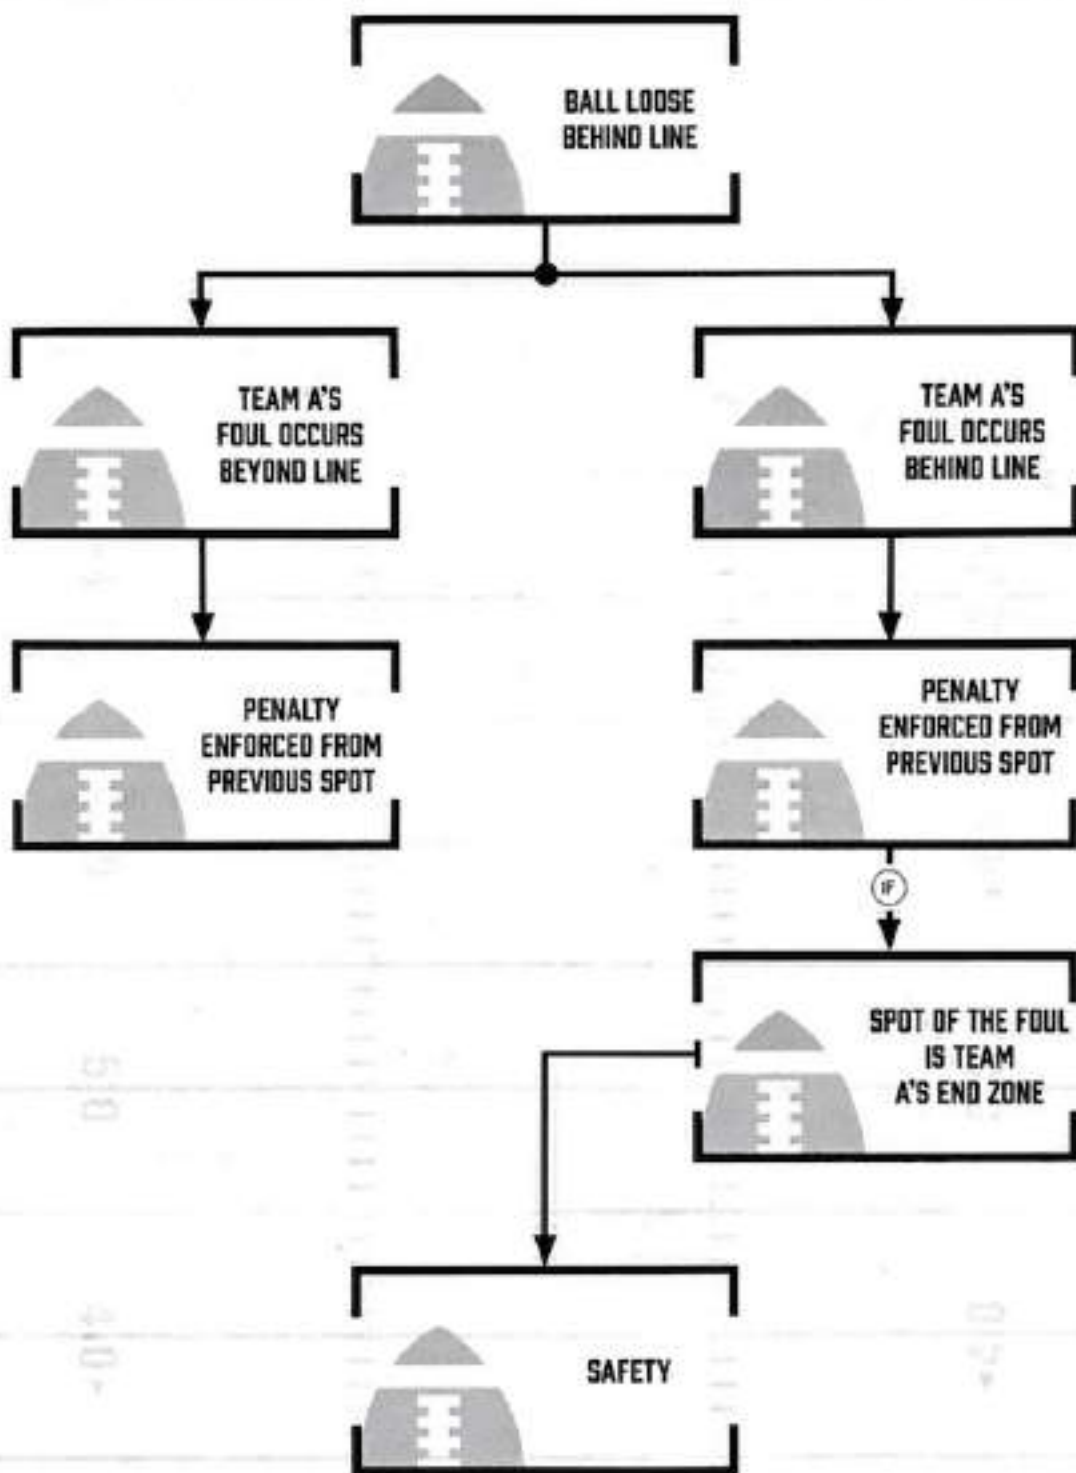 BALL LOOSE
BEHIND LINE
TEAM A'S
FOUL OCCURS
BEYOND LINE
TEAM A'S
FOUL OCCURS
BEHIND LINE
PENALTY
ENFORCED FROM
PREVIOUS SPOT
PENALTY
ENFORCED FROM
PREVIOUS SPOT
IF
SPOT OF THE FOUL
IS TEAM
A'S END ZONE
SAFETY